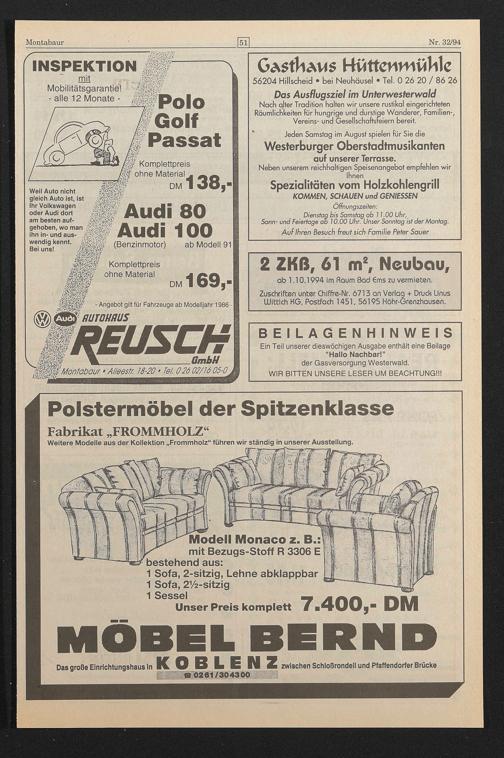 Montabaur
51
Nr. 32/94
INSPEKTION
mit
Mobilitätsgarantie!
- alle 12 Monate -
Polo
Golf
Passat
Komplettpreis
ohne Material
DM 138,-
Weil Auto nicht
gleich Auto ist, ist
Ihr Volkswagen
oder Audi dort
am besten auf-
gehoben, wo man
ihn in- und aus-
wendig kennt.
Bei uns!
Audi 80
Audi 100
(Benzinmotor) ab Modell 91
Komplettpreis
ohne Material
DM 169,-
- Angebot gilt für Fahrzeuge ab Modelljahr 1986 -
Audi AUTOHAUS
REUSCH
GmbH
Montabaur • Alleestr. 18-20 • Tel. 0 26 02/16 05-0
Gasthaus Hüttenmühle
56204 Hillscheid • bei Neuhäusel • Tel. 0 26 20 / 86 26
Das Ausflugsziel im Unterwesterwald
Nach alter Tradition halten wir unsere rustikal eingerichteten
Räumlichkeiten für hungrige und durstige Wanderer, Familien-,
Vereins- und Gesellschaftsfeiern bereit.
Jeden Samstag im August spielen für Sie die
Westerburger Oberstadtmusikanten
auf unserer Terrasse.
Neben unserem reichhaltigen Speisenangebot empfehlen wir
Ihnen
Spezialitäten vom Holzkohlengrill
KOMMEN, SCHAUEN und GENIESSEN
Öffnungszeiten:
Dienstag bis Samstag ab 11.00 Uhr,
Sonn- und Feiertage ab 10.00 Uhr. Unser Sonntag ist der Montag.
Auf Ihren Besuch freut sich Familie Peter Sauer
2 ZKB, 61 m², Neubau,
ab 1.10.1994 im Raum Bad Ems zu vermieten.
Zuschriften unter Chiffre-Nr. 6713 an Verlag + Druck Linus
Wittich KG, Postfach 1451, 56195 Höhr-Grenzhausen.
BEILAGENHINWEIS
Ein Teil unserer dieswöchigen Ausgabe enthält eine Beilage
"Hallo Nachbar!"
der Gasversorgung Westerwald.
WIR BITTEN UNSERE LESER UM BEACHTUNG!!!
Polstermöbel der Spitzenklasse
Fabrikat „FROMMHOLZ"
Weitere Modelle aus der Kollektion „Frommholz" führen wir ständig in unserer Ausstellung.
Modell Monaco z. B.:
mit Bezugs-Stoff R 3306 E
bestehend aus:
1 Sofa, 2-sitzig, Lehne abklappbar
1 Sofa, 2½-sitzig
1 Sessel
Unser Preis komplett 7.400,- DM
MÖBEL BERND
Das große Einrichtungshaus in KOBLENZ zwischen Schloßrondell und Pfaffendorfer Brücke
☎ 0261/304300